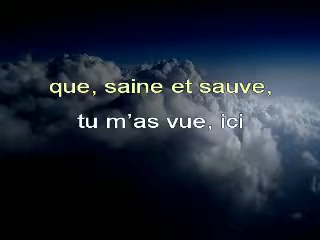 que, saine et sauve,
tu m'as vue, ici